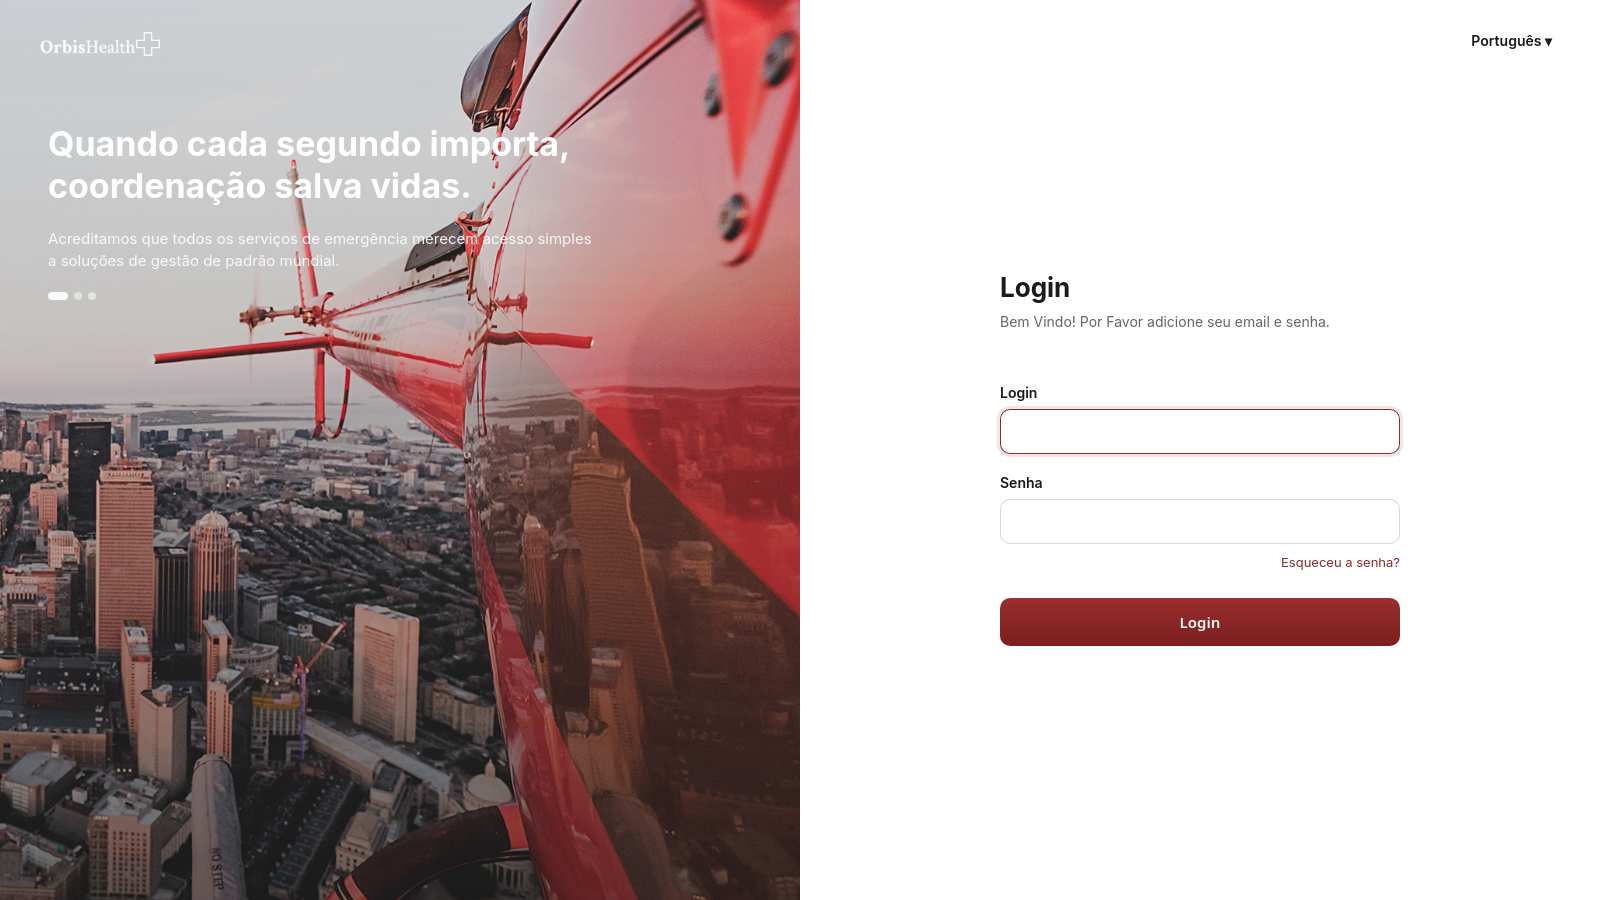 OrbisHealth
Português ▾
Quando cada segundo importa,
coordenação salva vidas.
Acreditamos que todos os serviços de emergência merecem acesso simples
a soluções de gestão de padrão mundial.
Login
Bem Vindo! Por Favor adicione seu email e senha.
Login
Senha
Esqueceu a senha?
Login
NO STEP